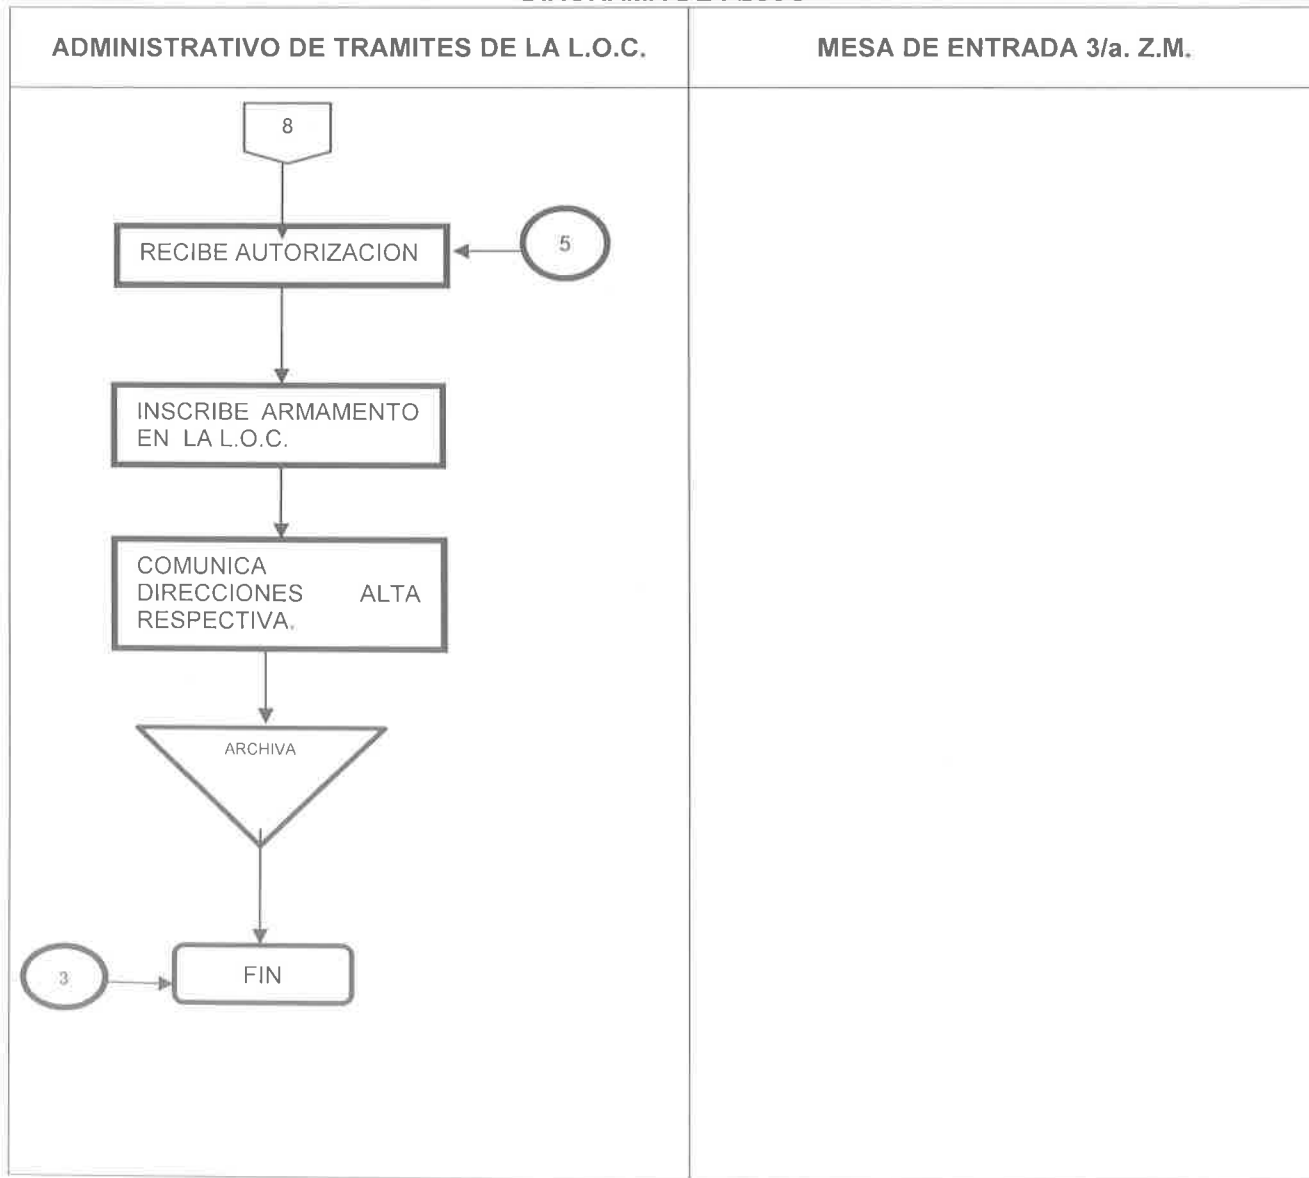 ADMINISTRATIVO DE TRAMITES DE LA L.O.C.
MESA DE ENTRADA 3/a. Z.M.
8
RECIBE AUTORIZACION
5
INSCRIBE ARMAMENTO
EN LA L.O.C.
COMUNICA
DIRECCIONES ALTA
RESPECTIVA.
ARCHIVA
3
FIN